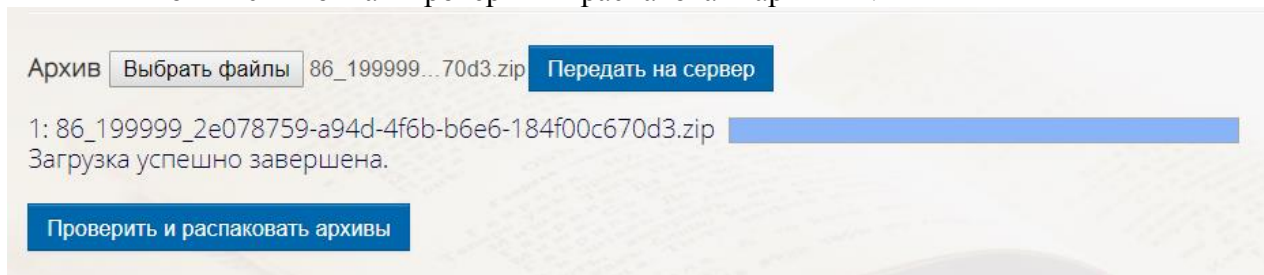 Архив Выбрать файлы 86_199999...70d3.zip Передать на сервер
1: 86_199999_2e078759-a94d-4f6b-b6e6-184f00c670d3.zip
Загрузка успешно завершена.
Проверить и распаковать архивы